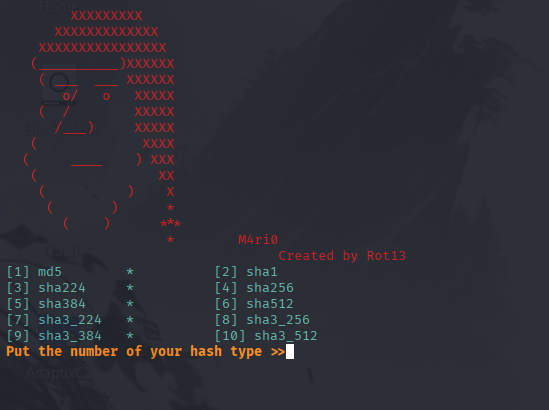 Home
XXXXXXXXX
XXXXXXXXXXXXX
XXXXXXXXXXXXXXXX
(__________)XXXXXX
( ___  ___ XXXXXX
o/   o   XXXXX
(  /        XXXXX
/___)     XXXXX
(             XXXX
(     ____    ) XXX
(               XX
(          )    X
(       )      *
(    )      ***
*        M4ri0
Created by Rot13
[1] md5        *          [2] sha1
[3] sha224     *          [4] sha256
[5] sha384     *          [6] sha512
[7] sha3_224   *          [8] sha3_256
[9] sha3_384   *          [10] sha3_512
Put the number of your hash type >>
AdaptixC